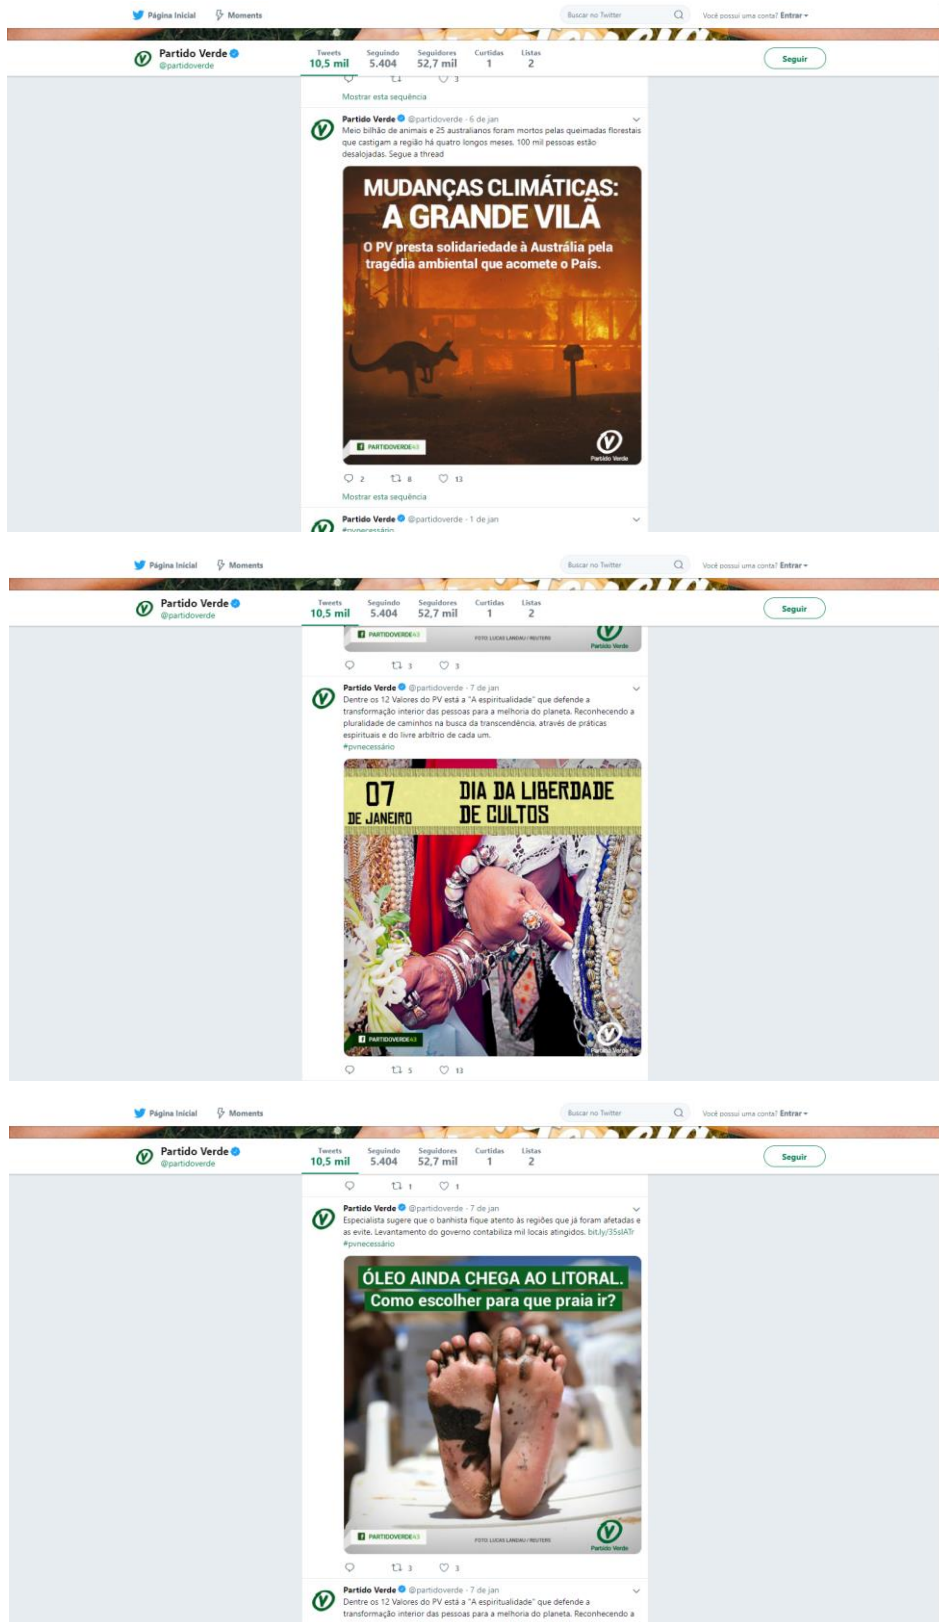 Página Inicial Moments Buscar no Twitter Você possui uma conta? Entrar
Partido Verde
@partidoverde
Tweets Seguindo Seguidores Curtidas Listas
10,5 mil 5.404 52,7 mil 1 2
Seguir
3
Mostrar esta sequência
Partido Verde @partidoverde · 6 de jan
Meio bilhão de animais e 25 australianos foram mortos pelas queimadas florestais
que castigam a região há quatro longos meses. 100 mil pessoas estão
desalojadas. Segue a thread
MUDANÇAS CLIMÁTICAS:
A GRANDE VILÃ
O PV presta solidariedade à Austrália pela
tragédia ambiental que acomete o País.
PARTIDOVERDE43
Partido Verde
2 8 13
Mostrar esta sequência
Partido Verde @partidoverde · 1 de jan
#pvnecessário
Página Inicial Moments Buscar no Twitter Você possui uma conta? Entrar
Partido Verde
@partidoverde
Tweets Seguindo Seguidores Curtidas Listas
10,5 mil 5.404 52,7 mil 1 2
Seguir
PARTIDOVERDE43 FOTO: LUCAS LANDAU / REUTERS
Partido Verde
3 3
Partido Verde @partidoverde · 7 de jan
Dentre os 12 Valores do PV está a "A espiritualidade" que defende a
transformação interior das pessoas para a melhoria do planeta. Reconhecendo a
pluralidade de caminhos na busca da transcendência, através de práticas
espirituais e do livre arbítrio de cada um.
#pvnecessário
07 DIA DA LIBERDADE
DE JANEIRO DE CULTOS
PARTIDOVERDE43
Partido Verde
5 13
Página Inicial Moments Buscar no Twitter Você possui uma conta? Entrar
Partido Verde
@partidoverde
Tweets Seguindo Seguidores Curtidas Listas
10,5 mil 5.404 52,7 mil 1 2
Seguir
1 1
Partido Verde @partidoverde · 7 de jan
Especialista sugere que o banhista fique atento às regiões que já foram afetadas e
as evite. Levantamento do governo contabiliza mil locais atingidos. bit.ly/35slATr
#pvnecessário
ÓLEO AINDA CHEGA AO LITORAL.
Como escolher para que praia ir?
PARTIDOVERDE43 FOTO: LUCAS LANDAU / REUTERS
Partido Verde
3 3
Partido Verde @partidoverde · 7 de jan
Dentre os 12 Valores do PV está a "A espiritualidade" que defende a
transformação interior das pessoas para a melhoria do planeta. Reconhecendo a